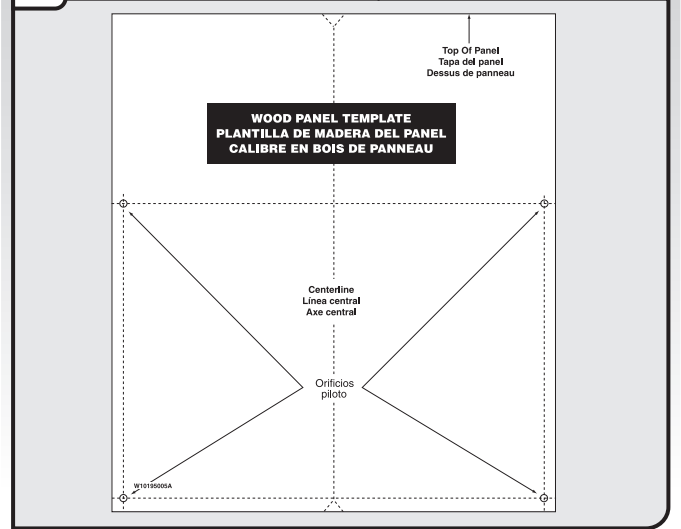 Top Of Panel
Tapa del panel
Dessus de panneau
WOOD PANEL TEMPLATE
PLANTILLA DE MADERA DEL PANEL
CALIBRE EN BOIS DE PANNEAU
Centerline
Línea central
Axe central
Orificios
piloto
W10195005A